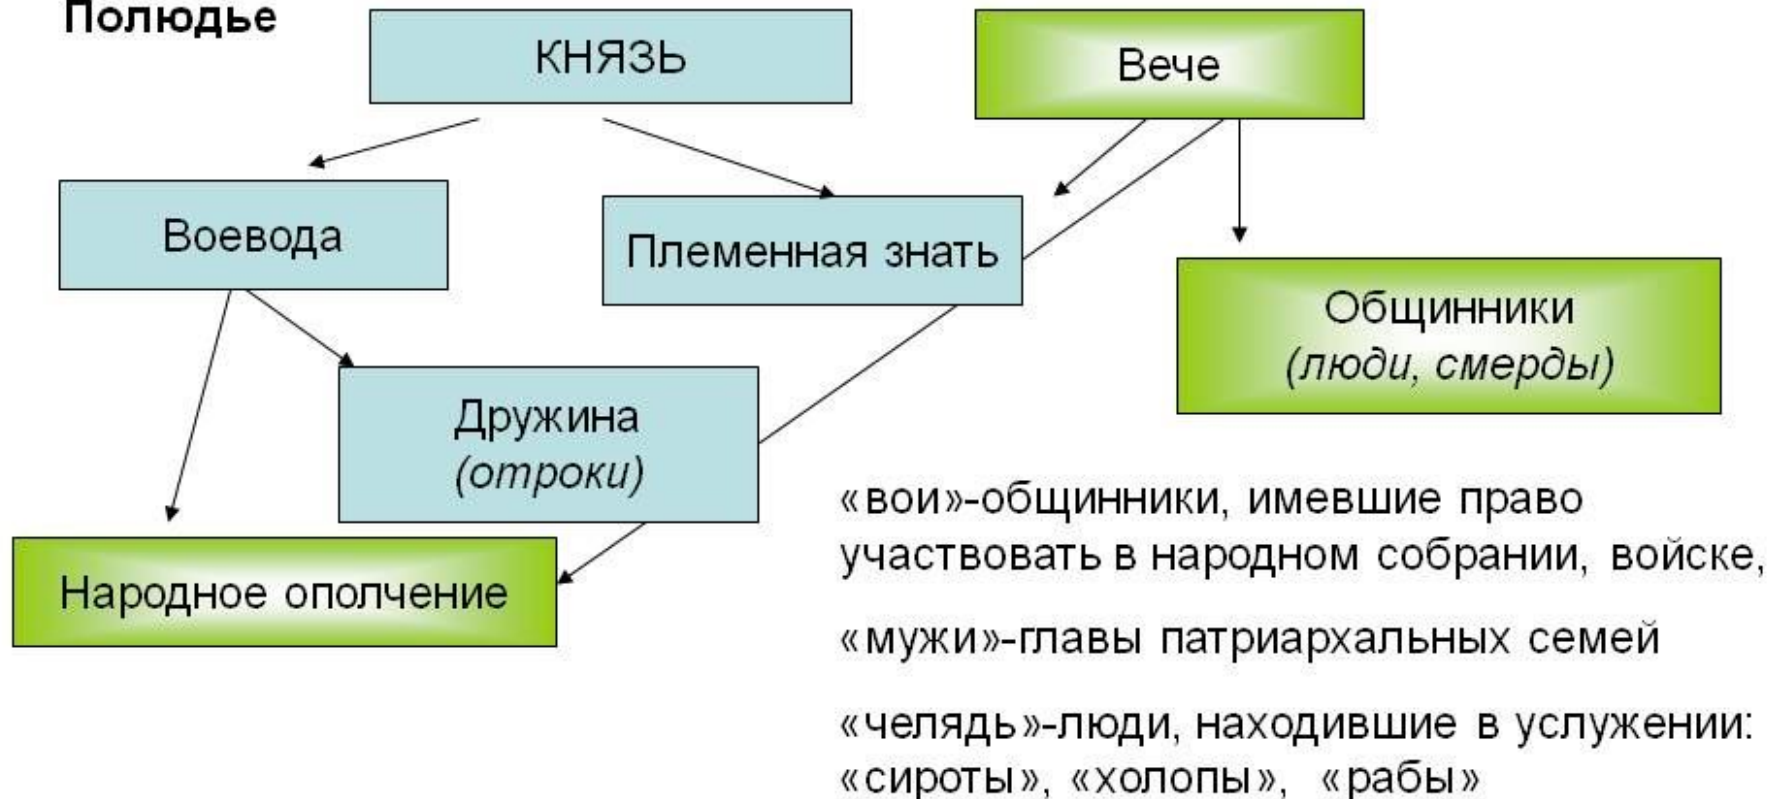 Полюдье
КНЯЗЬ
Вече
Воевода
Племенная знать
Общинники
(люди, смерды)
Дружина
(отроки)
Народное ополчение
«вои»-общинники, имевшие право
участвовать в народном собрании, войске,
«мужи»-главы патриархальных семей
«челядь»-люди, находившие в услужении:
«сироты», «холопы», «рабы»